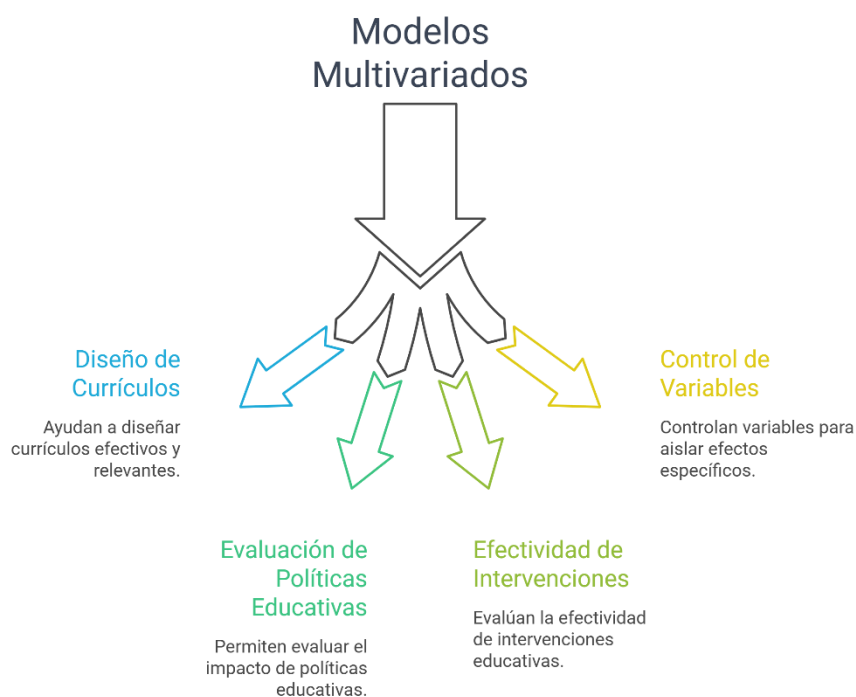 Modelos
Multivariados
Diseño de
Currículos
Ayudan a diseñar
currículos efectivos y
relevantes.
Evaluación de
Políticas
Educativas
Permiten evaluar el
impacto de políticas
educativas.
Efectividad de
Intervenciones
Evalúan la efectividad
de intervenciones
educativas.
Control de
Variables
Controlan variables para
aislar efectos
específicos.